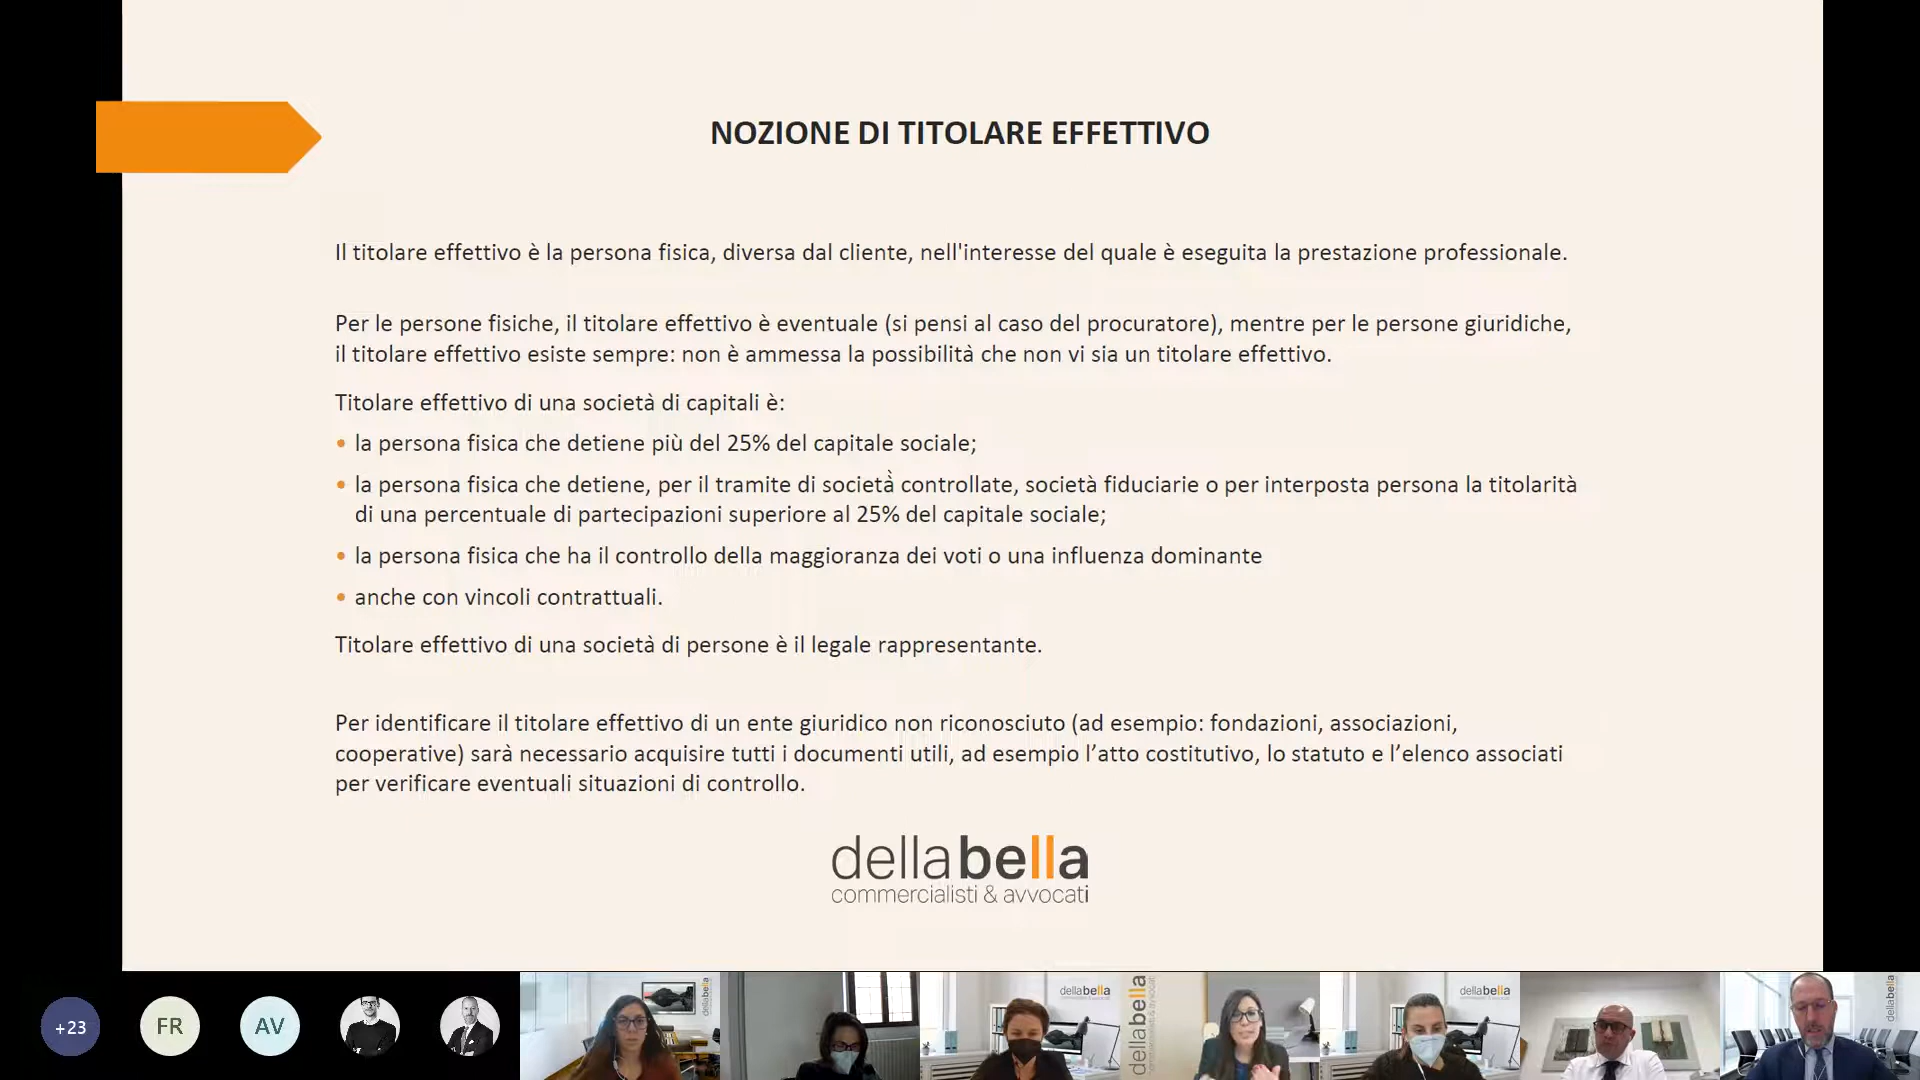 NOZIONE DI TITOLARE EFFETTIVO
Il titolare effettivo è la persona fisica, diversa dal cliente, nell'interesse del quale è eseguita la prestazione professionale.
Per le persone fisiche, il titolare effettivo è eventuale (si pensi al caso del procuratore), mentre per le persone giuridiche,
il titolare effettivo esiste sempre: non è ammessa la possibilità che non vi sia un titolare effettivo.
Titolare effettivo di una società di capitali è:
• la persona fisica che detiene più del 25% del capitale sociale;
• la persona fisica che detiene, per il tramite di società̀ controllate, società fiduciarie o per interposta persona la titolarità
di una percentuale di partecipazioni superiore al 25% del capitale sociale;
• la persona fisica che ha il controllo della maggioranza dei voti o una influenza dominante
• anche con vincoli contrattuali.
Titolare effettivo di una società di persone è il legale rappresentante.
Per identificare il titolare effettivo di un ente giuridico non riconosciuto (ad esempio: fondazioni, associazioni,
cooperative) sarà necessario acquisire tutti i documenti utili, ad esempio l’atto costitutivo, lo statuto e l’elenco associati
per verificare eventuali situazioni di controllo.
dellabella
commercialisti & avvocati
+23
FR
AV
dellabella
dellabella
dellabella
dellabella
dellabella